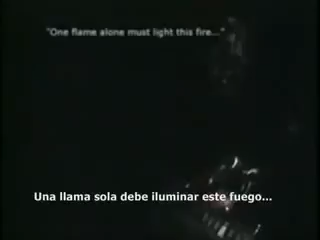 "One flame alone must light this fire..."
Una llama sola debe iluminar este fuego...